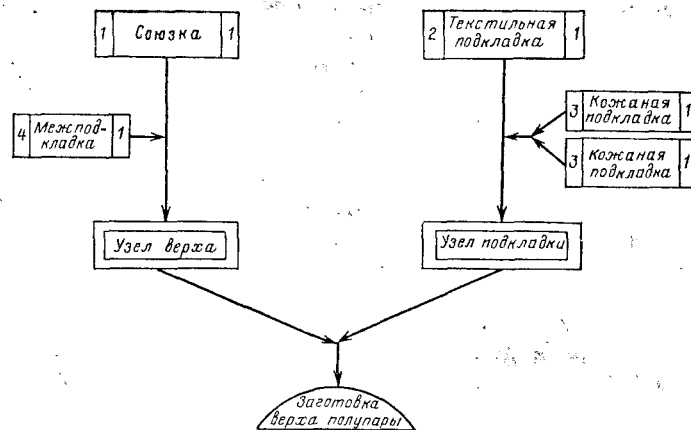 1 Союзка 1
2 Текстильная подкладка 1
4 Межпод-
кладка 1
3 Кожаная подкладка 1
3 Кожаная подкладка 1
Узел верха
Узел подкладки
Заготовка
верха полупары